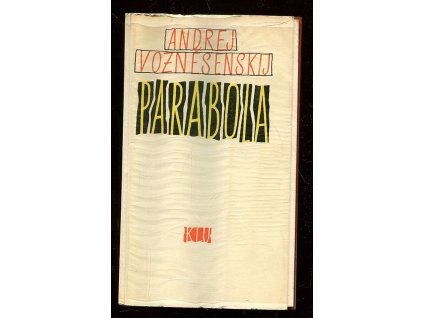 ANDREJ
VOZNESENSKIJ
PARABOLA
KLU